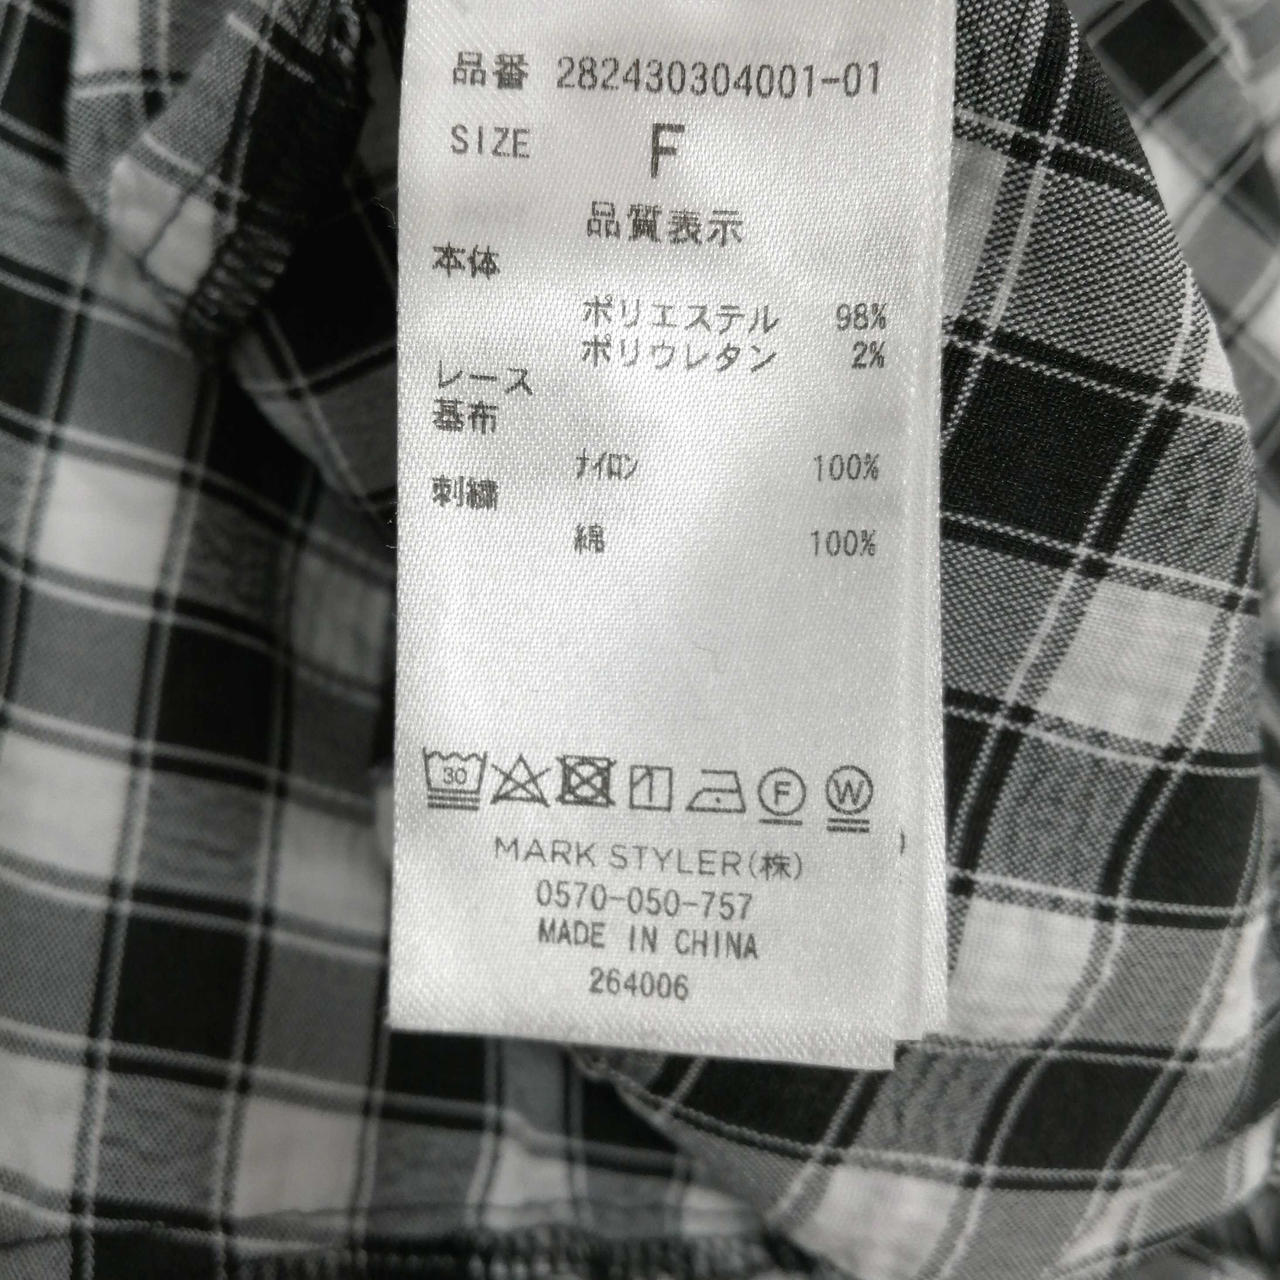 品番 282430304001-01
SIZE F
品質表示
本体
ポリエステル 98%
ポリウレタン 2%
レース
基布
ﾅｲﾛﾝ 100%
刺繍
綿 100%
30 F W
MARK STYLER(株)
0570-050-757
MADE IN CHINA
264006